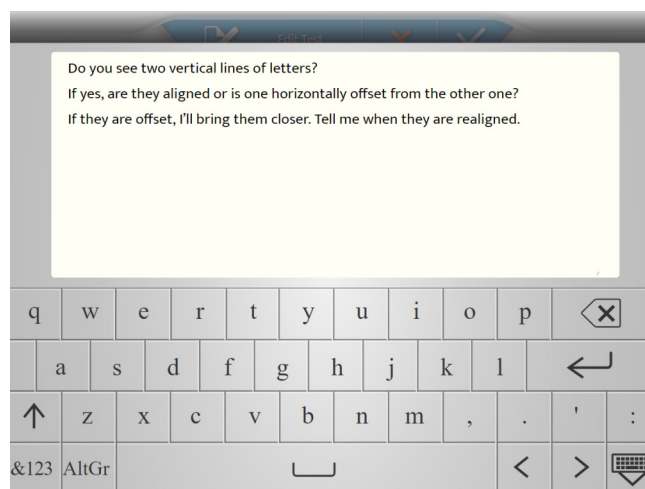 Edit Test
Do you see two vertical lines of letters?
If yes, are they aligned or is one horizontally offset from the other one?
If they are offset, I'll bring them closer. Tell me when they are realigned.
q w e r t y u i o p
a s d f g h j k l
z x c v b n m , . ' :
&123 AltGr < >